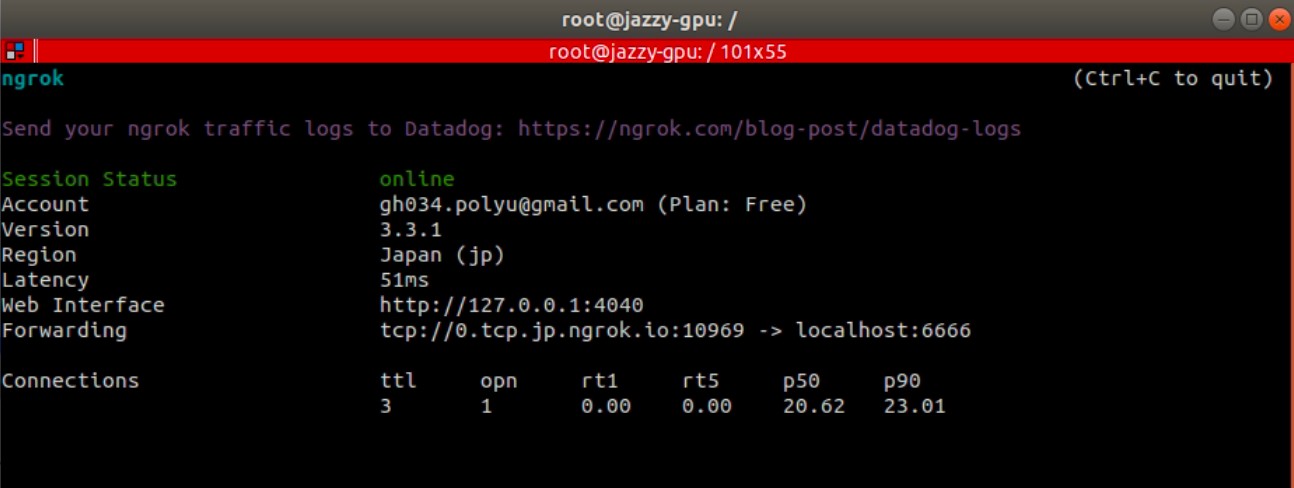 root@jazzy-gpu: /
root@jazzy-gpu: / 101x55
ngrok (Ctrl+C to quit)
Send your ngrok traffic logs to Datadog: https://ngrok.com/blog-post/datadog-logs
Session Status online
Account gh034.polyu@gmail.com (Plan: Free)
Version 3.3.1
Region Japan (jp)
Latency 51ms
Web Interface http://127.0.0.1:4040
Forwarding tcp://0.tcp.jp.ngrok.io:10969 -> localhost:6666
Connections ttl opn rt1 rt5 p50 p90
3 1 0.00 0.00 20.62 23.01